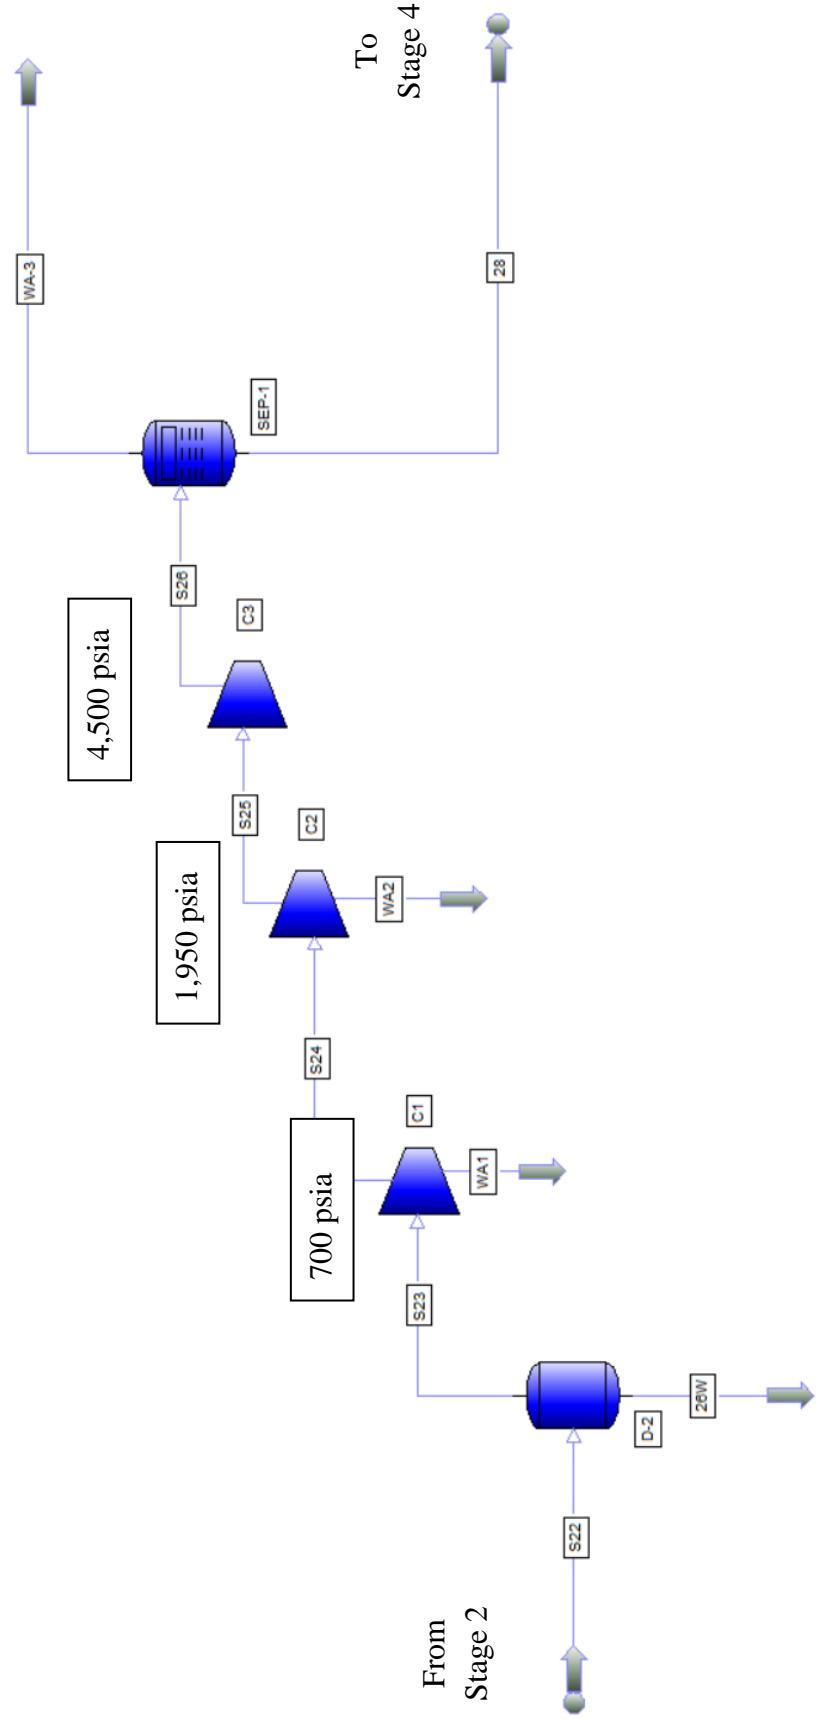 From
Stage 2
S22
D-2
26W
S23
700 psia
C1
WA1
S24
1,950 psia
C2
WA2
S25
4,500 psia
C3
S26
SEP-1
WA-3
28
To
Stage 4